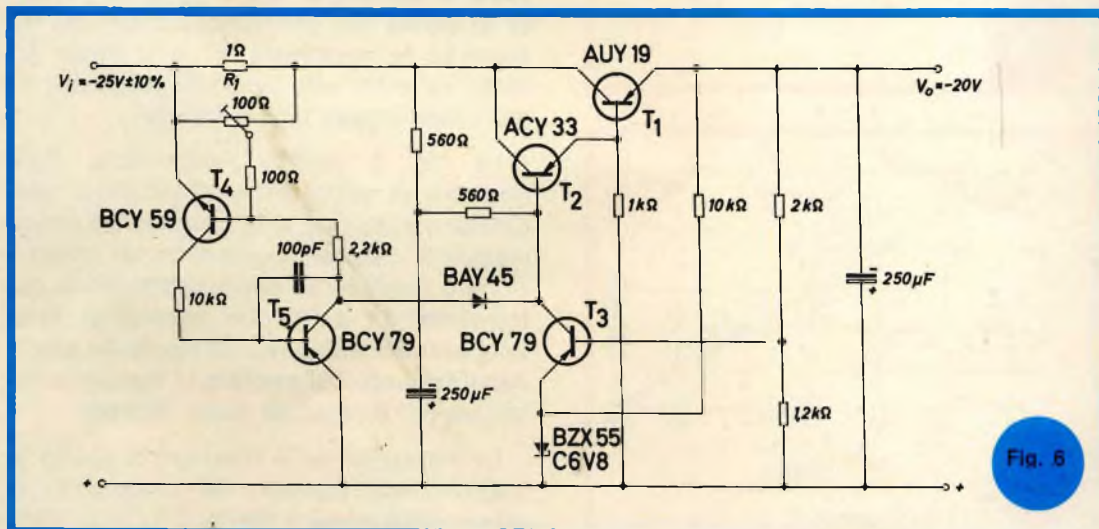 1Ω
AUY 19
Vi = -25V±10%
R1
100Ω
Vo = -20V
ACY 33
T1
560Ω
T4
T2
100Ω
560Ω
1kΩ
10kΩ
2kΩ
BCY 59
100pF
2,2kΩ
BAY 45
250μF
10kΩ
T5
T3
BCY 79
BCY 79
250μF
1,2kΩ
BZX 55
C6V8
Fig. 6